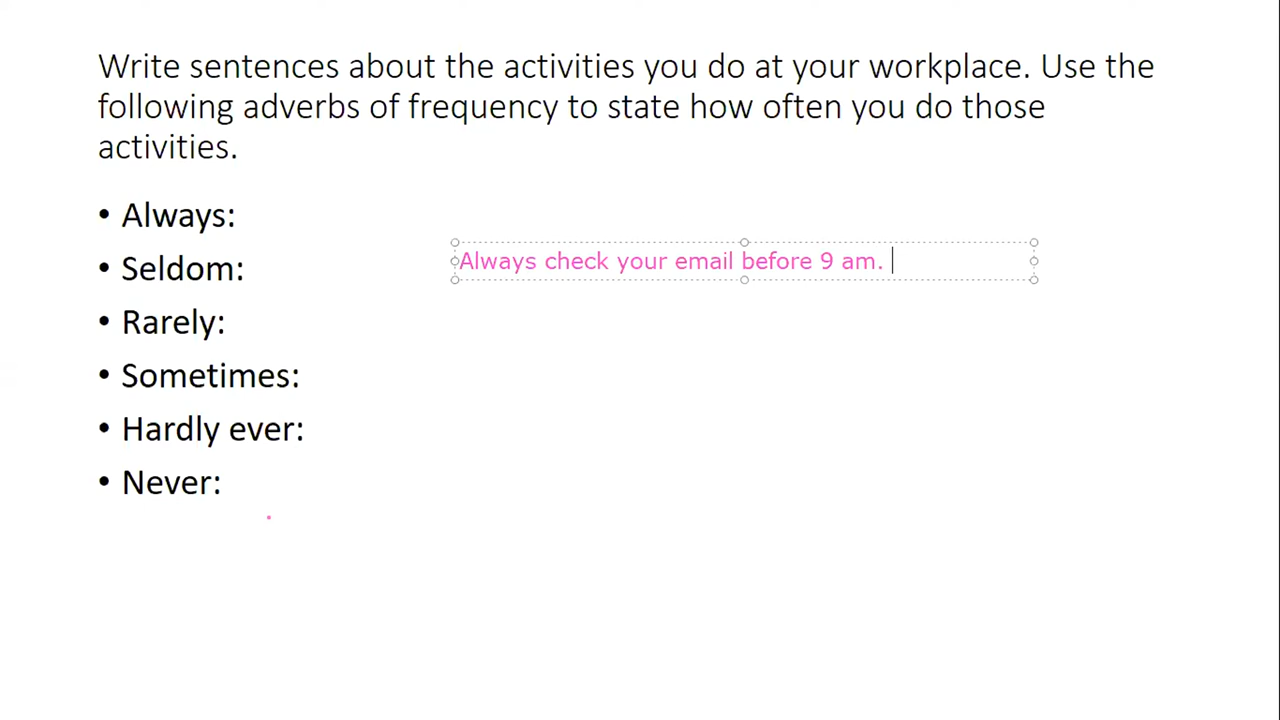 Write sentences about the activities you do at your workplace. Use the
following adverbs of frequency to state how often you do those
activities.
• Always:
Always check your email before 9 am.
• Seldom:
• Rarely:
• Sometimes:
• Hardly ever:
• Never: